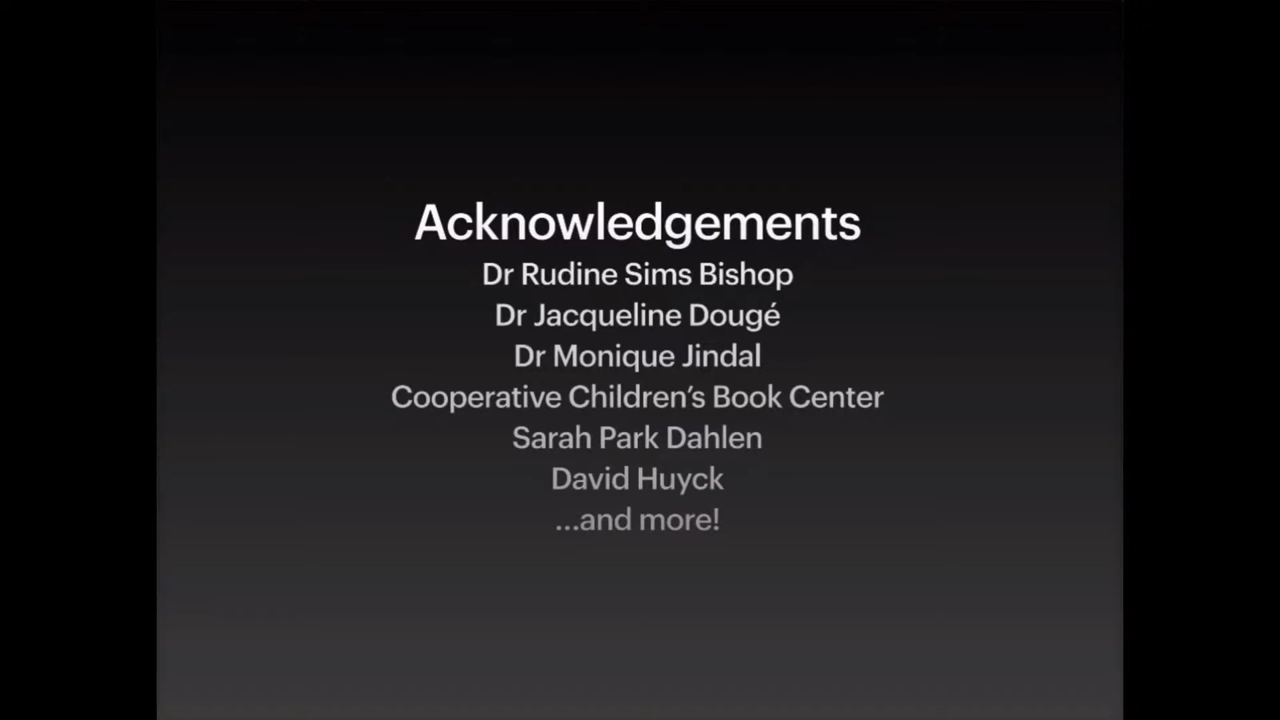 Acknowledgements
Dr Rudine Sims Bishop
Dr Jacqueline Dougé
Dr Monique Jindal
Cooperative Children’s Book Center
Sarah Park Dahlen
David Huyck
...and more!